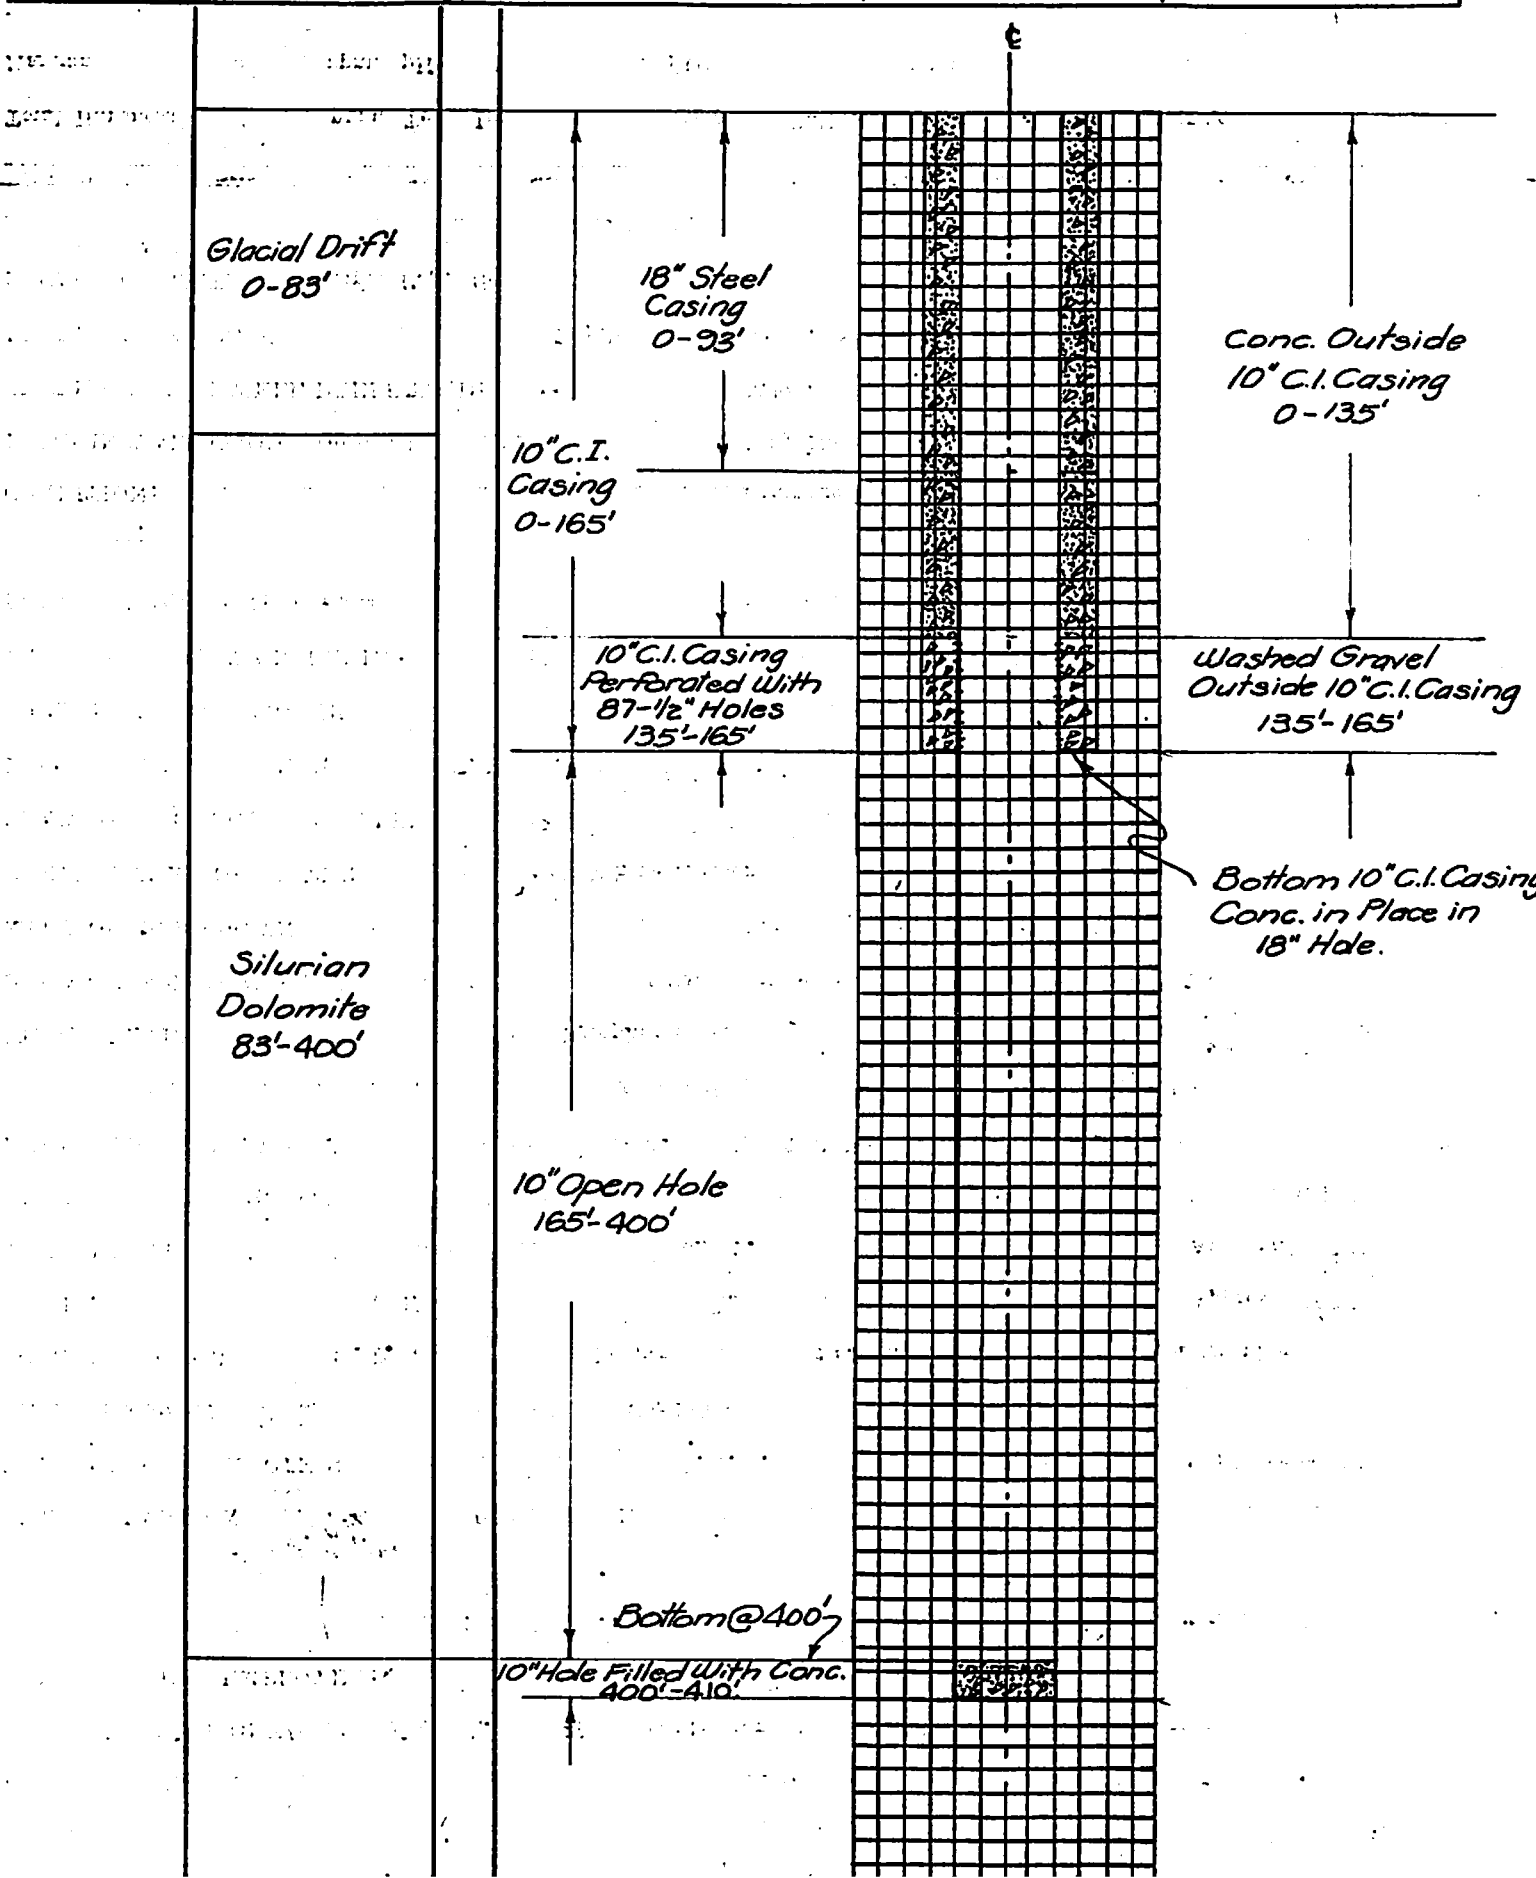 ℄
Glacial Drift
0-83'
18" Steel
Casing
0-93'
Conc. Outside
10" C.I. Casing
0-135'
10" C.I.
Casing
0-165'
10" C.I. Casing
Perforated With
87-1/2" Holes
135'-165'
Washed Gravel
Outside 10" C.I. Casing
135'-165'
Bottom 10" C.I. Casing
Conc. in Place in
18" Hole.
Silurian
Dolomite
83'-400'
10" Open Hole
165'-400'
Bottom @ 400'
10" Hole Filled With Conc.
400'-410'